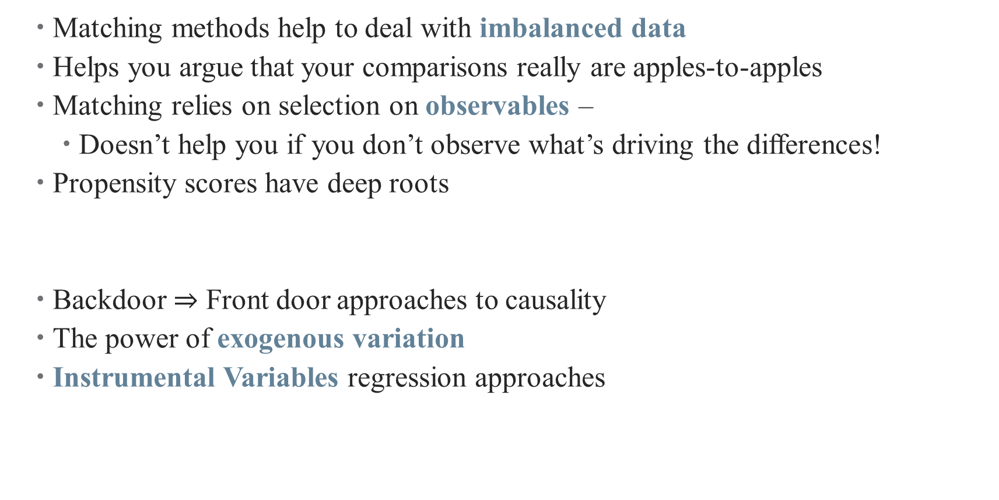 • Matching methods help to deal with imbalanced data
• Helps you argue that your comparisons really are apples-to-apples
• Matching relies on selection on observables –
• Doesn’t help you if you don’t observe what’s driving the differences!
• Propensity scores have deep roots
• Backdoor ⇒ Front door approaches to causality
• The power of exogenous variation
• Instrumental Variables regression approaches